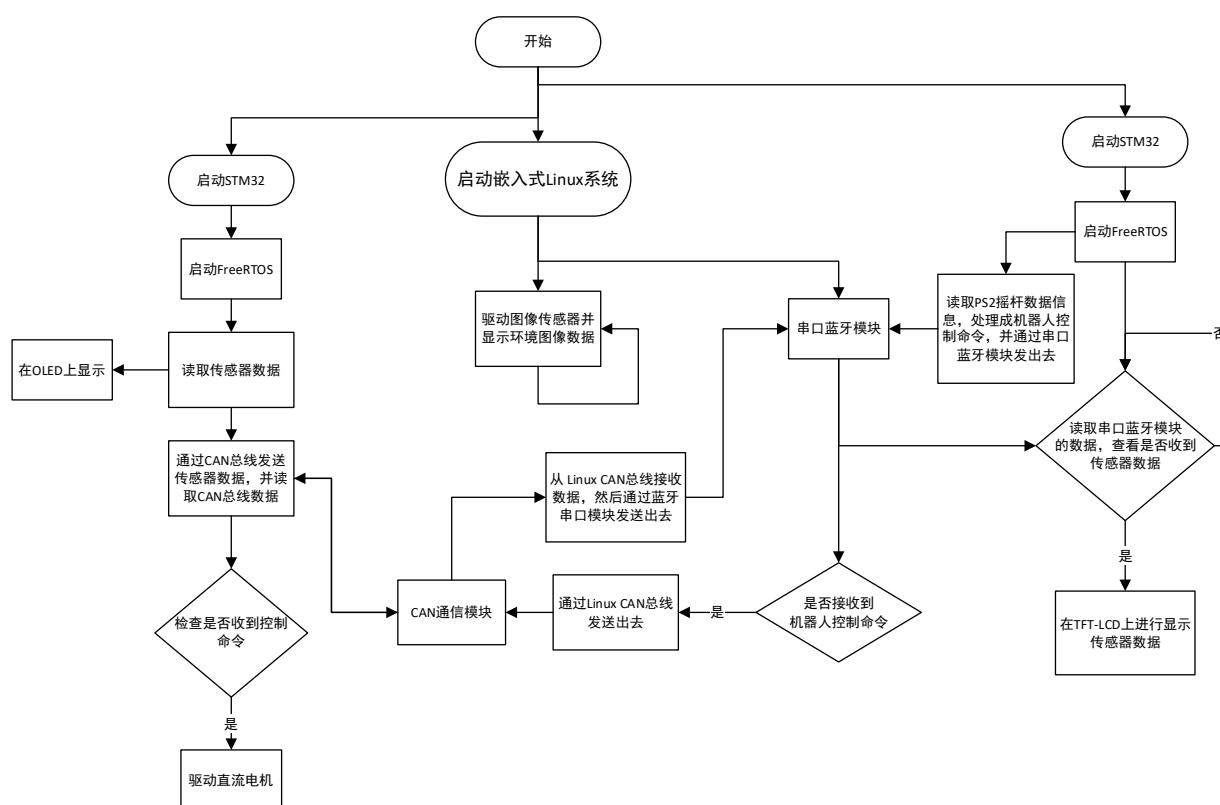 开始
启动STM32
启动嵌入式Linux系统
启动STM32
启动FreeRTOS
启动FreeRTOS
驱动图像传感器并
显示环境图像数据
串口蓝牙模块
读取PS2摇杆数据信
息，处理成机器人控
制命令，并通过串口
蓝牙模块发出去
否
在OLED上显示
读取传感器数据
读取串口蓝牙模块
的数据，查看是否收到
传感器数据
通过CAN总线发送
传感器数据，并读
取CAN总线数据
从 Linux CAN总线接收
数据，然后通过蓝牙
串口模块发送出去
是
检查是否收到控制
命令
CAN通信模块
通过Linux CAN总线
发送出去
是
是否接收到
机器人控制命令
在TFT-LCD上进行显示
传感器数据
是
驱动直流电机